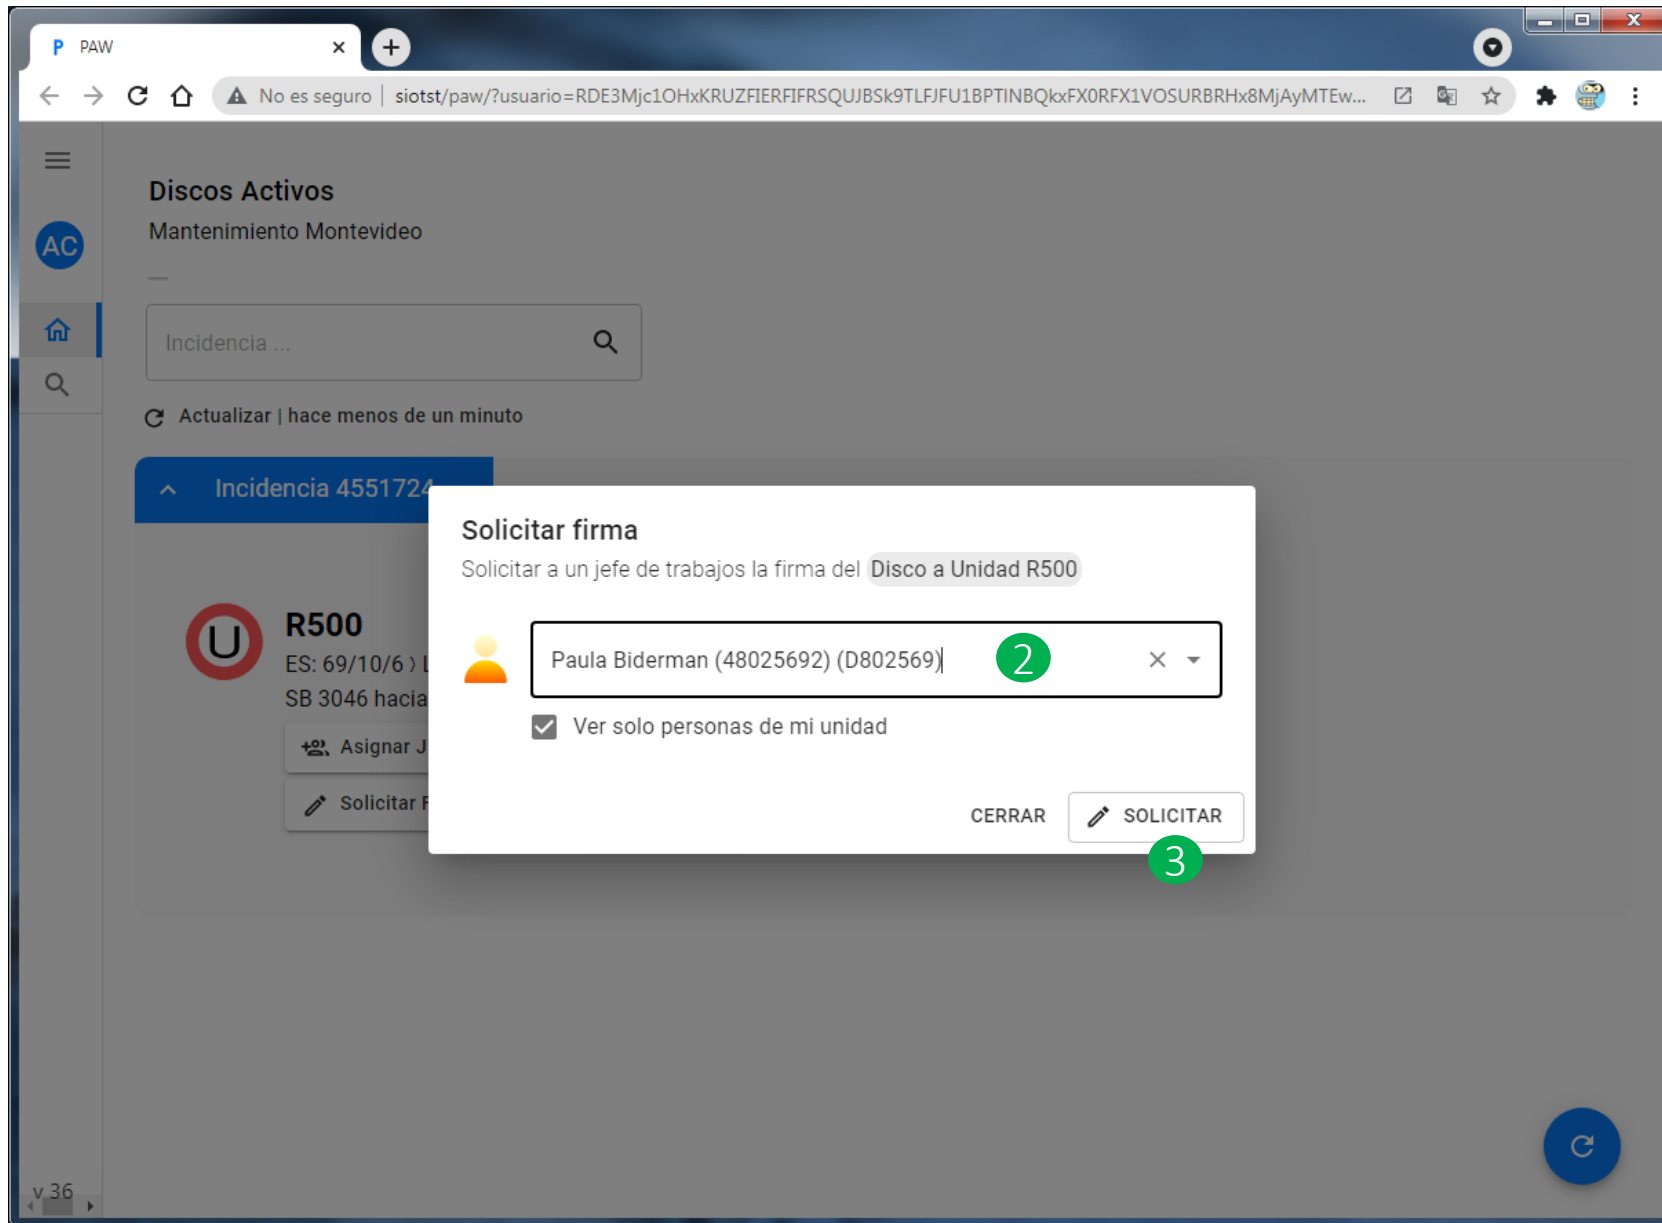 P PAW
No es seguro | siotst/paw/?usuario=RDE3Mjc1OHxKRUZFIERFIFRSQUJBSk9TLFJFU1BPTlNBQkxFX0RFX1VOSURBRHx8MjAyMTEw...
Discos Activos
AC
Mantenimiento Montevideo
Incidencia ...
Actualizar | hace menos de un minuto
Incidencia 4551724
Solicitar firma
Solicitar a un jefe de trabajos la firma del Disco a Unidad R500
U
R500
ES: 69/10/6 > L
SB 3046 hacia
Asignar J
Solicitar F
Paula Biderman (48025692) (D802569)
2
Ver solo personas de mi unidad
CERRAR
SOLICITAR
3
v 36